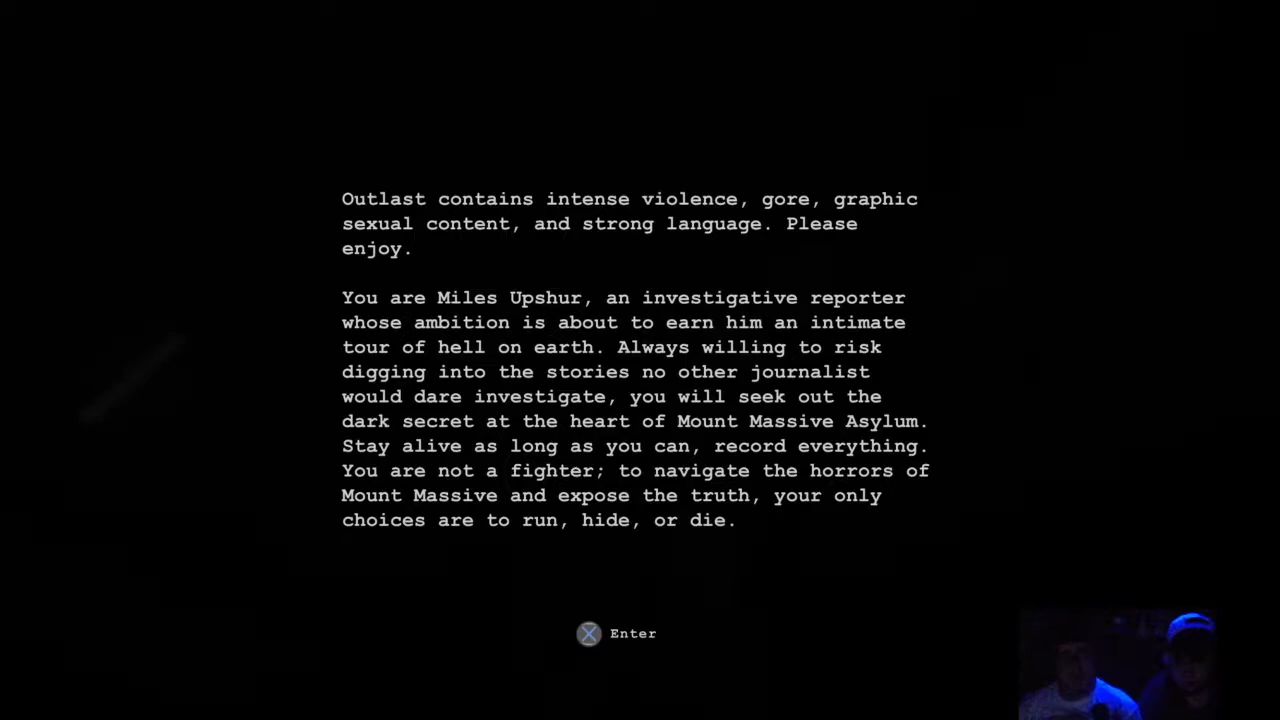 Outlast contains intense violence, gore, graphic
sexual content, and strong language. Please
enjoy.
You are Miles Upshur, an investigative reporter
whose ambition is about to earn him an intimate
tour of hell on earth. Always willing to risk
digging into the stories no other journalist
would dare investigate, you will seek out the
dark secret at the heart of Mount Massive Asylum.
Stay alive as long as you can, record everything.
You are not a fighter; to navigate the horrors of
Mount Massive and expose the truth, your only
choices are to run, hide, or die.
Enter